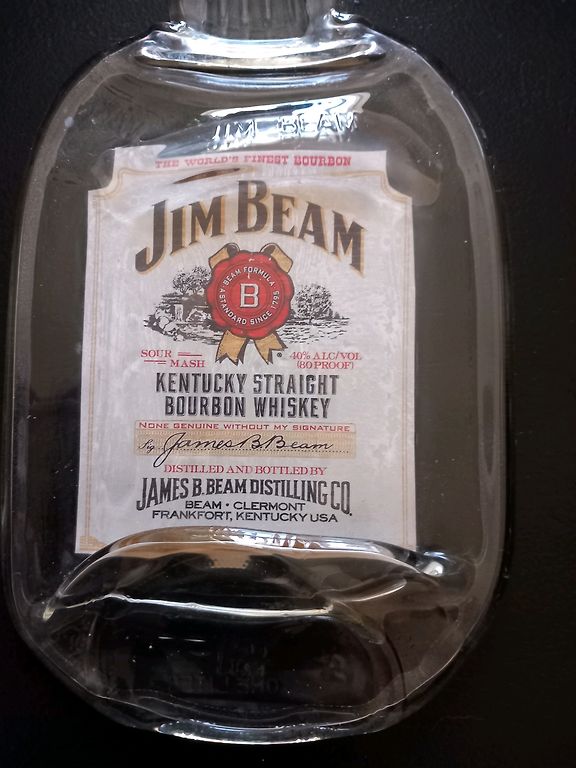 JIM BEAM
THE WORLD'S FINEST BOURBON
JIM BEAM
BEAM FORMULA
B
A STANDARD SINCE 1795
®
SOUR MASH
40% ALC/VOL
(80 PROOF)
KENTUCKY STRAIGHT
BOURBON WHISKEY
NONE GENUINE WITHOUT MY SIGNATURE
Sig. James B. Beam
DISTILLED AND BOTTLED BY
JAMES B. BEAM DISTILLING CO.
BEAM • CLERMONT
FRANKFORT, KENTUCKY USA